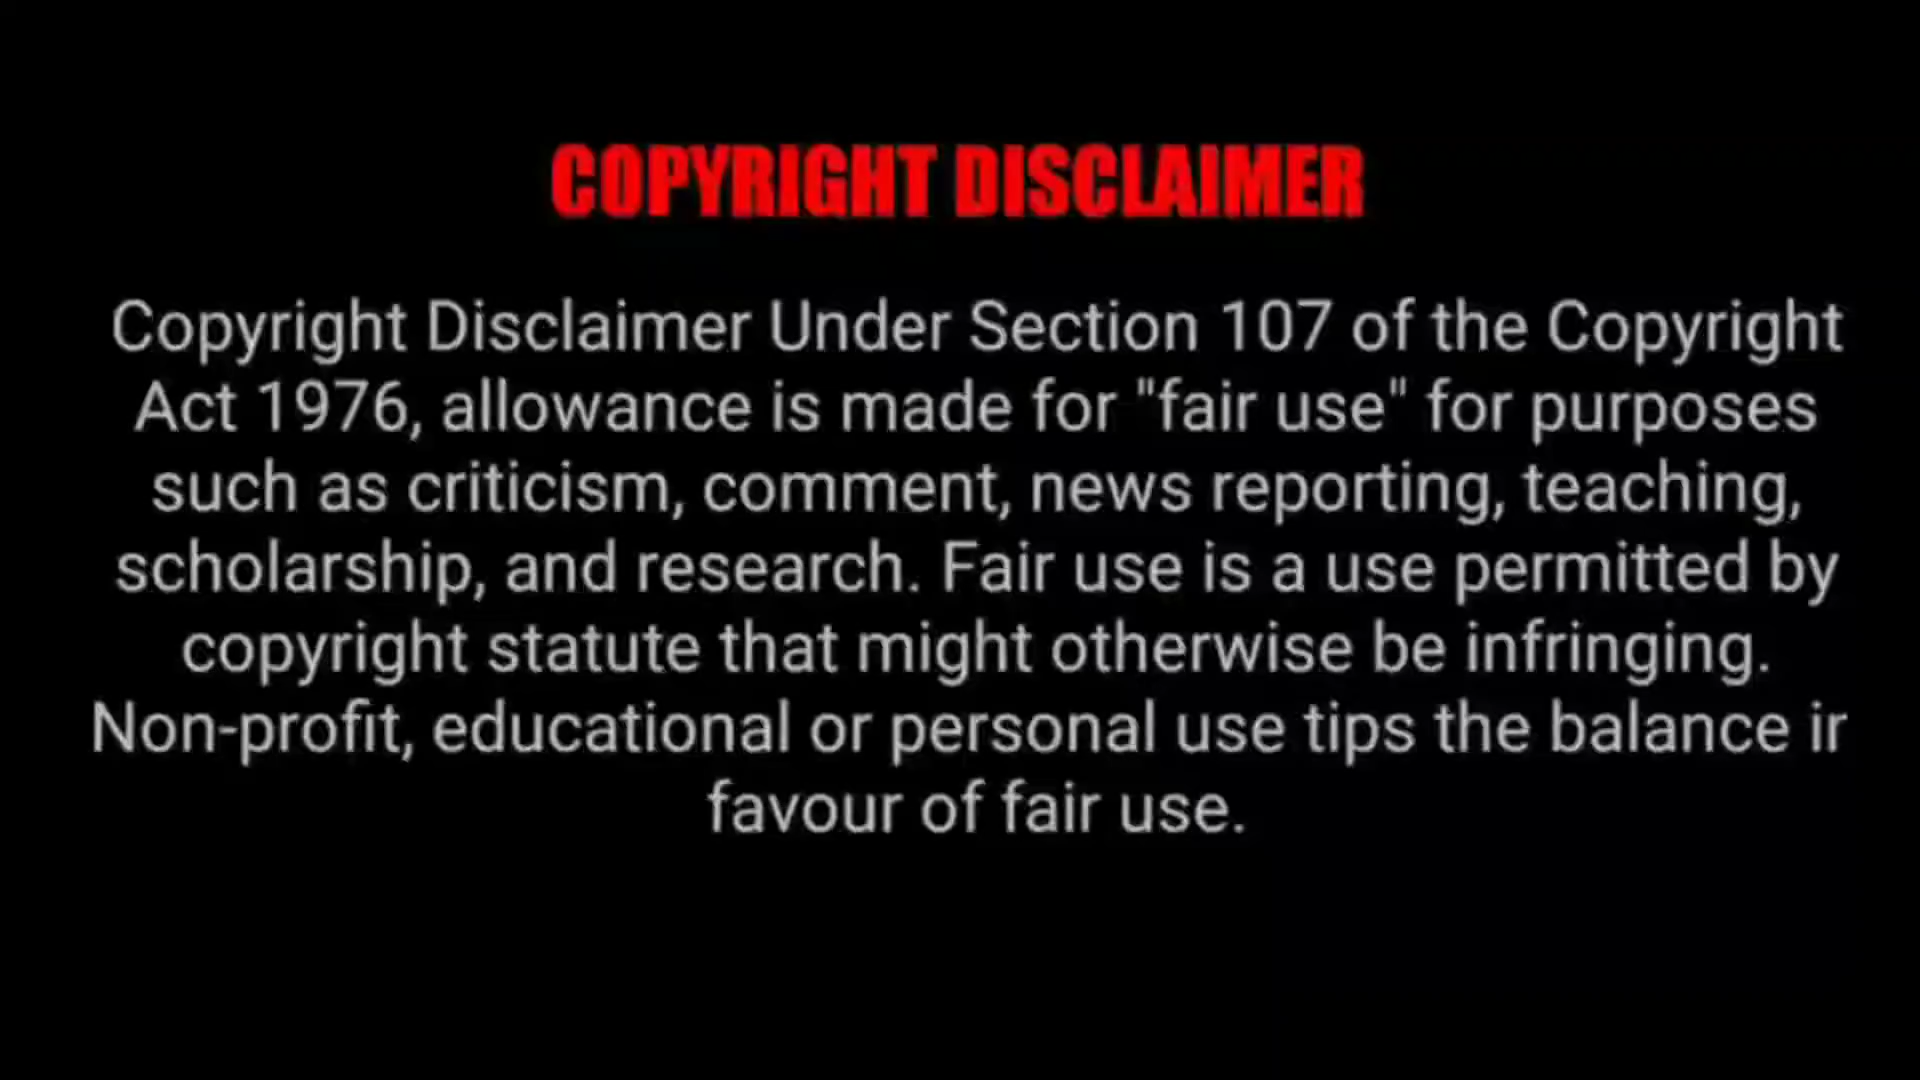 COPYRIGHT DISCLAIMER
Copyright Disclaimer Under Section 107 of the Copyright
Act 1976, allowance is made for "fair use" for purposes
such as criticism, comment, news reporting, teaching,
scholarship, and research. Fair use is a use permitted by
copyright statute that might otherwise be infringing.
Non-profit, educational or personal use tips the balance ir
favour of fair use.